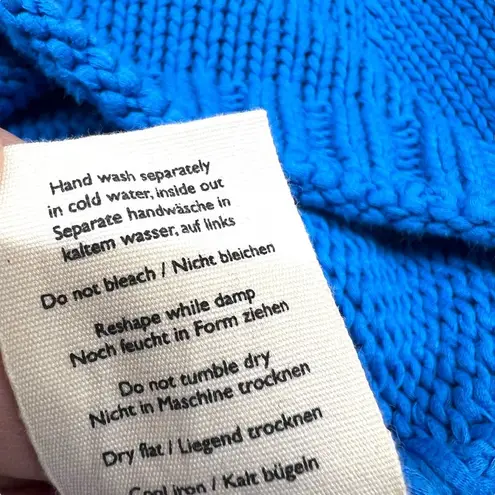 Hand wash separately
in cold water, inside out
Separate handwäsche in
kaltem wasser, auf links
Do not bleach / Nicht bleichen
Reshape while damp
Noch feucht in Form ziehen
Do not tumble dry
Nicht in Maschine trocknen
Dry flat / Liegend trocknen
Cool iron / Kalt bügeln